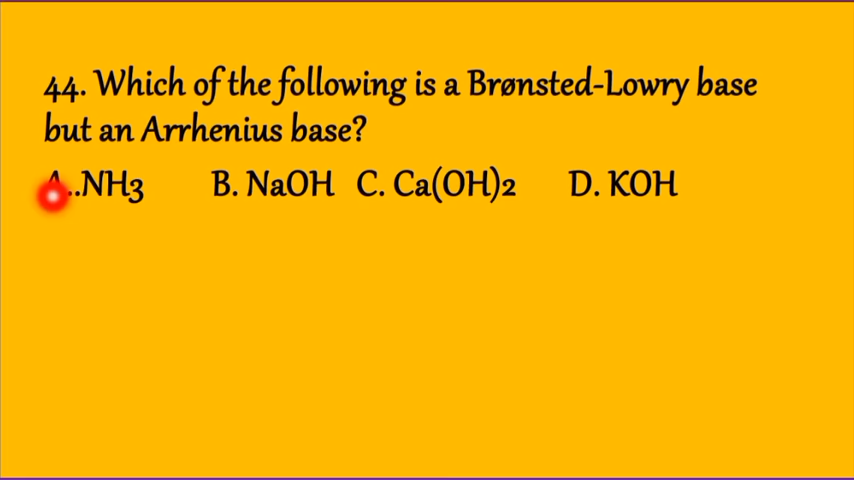 44. Which of the following is a Brønsted-Lowry base
but an Arrhenius base?
A..NH3 B. NaOH C. Ca(OH)2 D. KOH